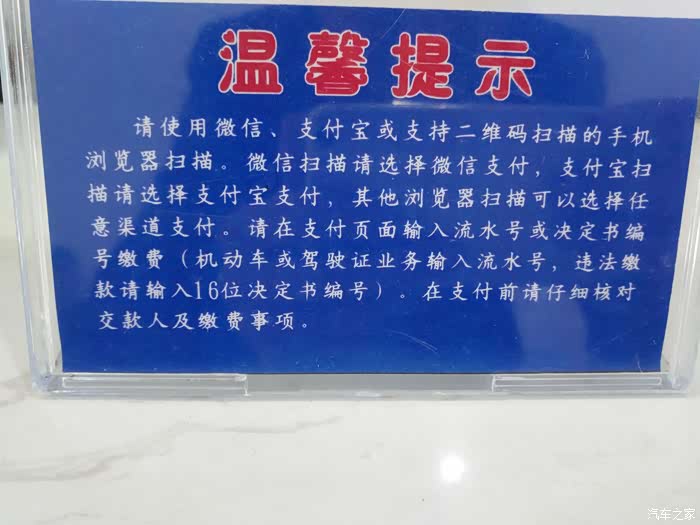 温馨提示
请使用微信、支付宝或支持二维码扫描的手机
浏览器扫描。微信扫描请选择微信支付，支付宝扫
描请选择支付宝支付，其他浏览器扫描可以选择任
意渠道支付。请在支付页面输入流水号或决定书编
号缴费（机动车或驾驶证业务输入流水号，违法缴
款请输入16位决定书编号）。在支付前请仔细核对
交款人及缴费事项。
汽车之家